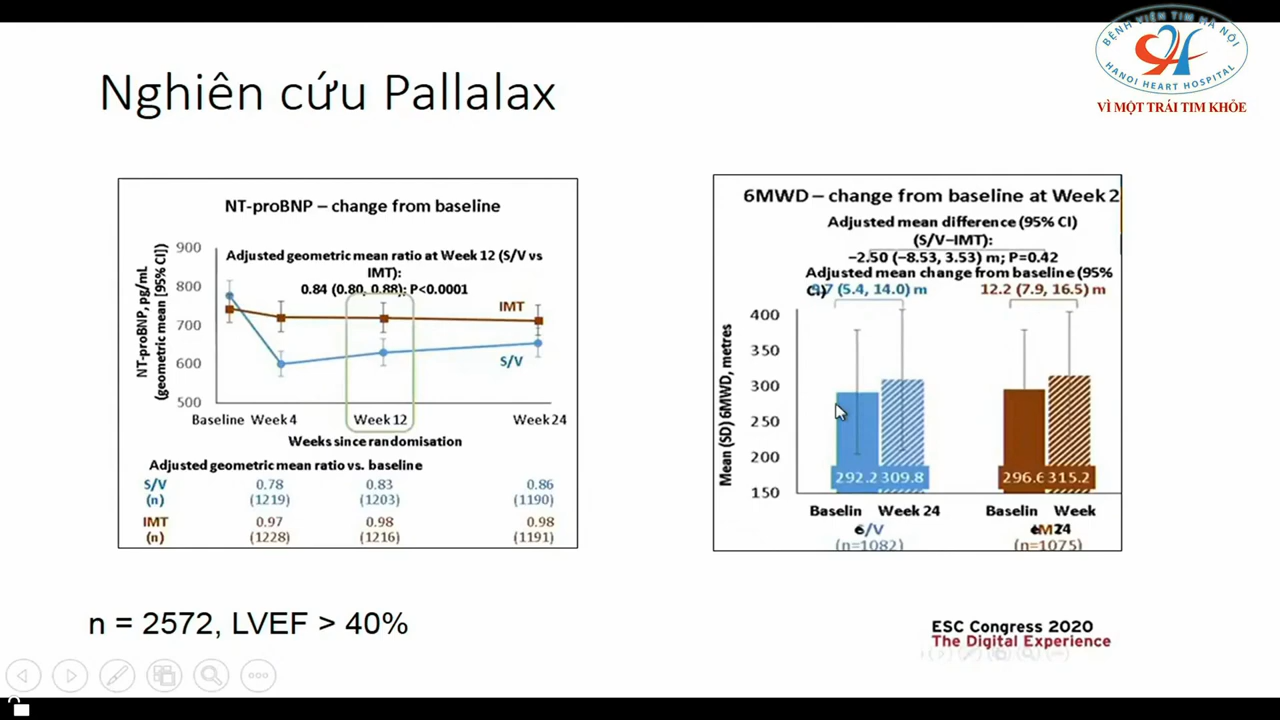 BỆNH VIỆN TIM HÀ NỘI
HANOI HEART HOSPITAL
VÌ MỘT TRÁI TIM KHỎE
Nghiên cứu Pallalax
NT-proBNP – change from baseline
Adjusted geometric mean ratio at Week 12 (S/V vs
IMT):
0.84 (0.80, 0.88); P<0.0001
NT-proBNP, pg/mL
(geometric mean [95% CI])
900
800
700
600
500
IMT
S/V
Baseline Week 4 Week 12 Week 24
Weeks since randomisation
Adjusted geometric mean ratio vs. baseline
S/V 0.78 0.83 0.86
(n) (1219) (1203) (1190)
IMT 0.97 0.98 0.98
(n) (1228) (1216) (1191)
6MWD – change from baseline at Week 2
Adjusted mean difference (95% CI)
(S/V–IMT):
−2.50 (−8.53, 3.53) m; P=0.42
Adjusted mean change from baseline (95%
CI)
(5.4, 14.0) m 12.2 (7.9, 16.5) m
Mean (SD) 6MWD, metres
400
350
300
250
200
150
292.2 309.8 296.6 315.2
Baselin Week 24 Baselin Week
e S/V 24
(n=1082) (n=1075)
n = 2572, LVEF > 40%
ESC Congress 2020
The Digital Experience